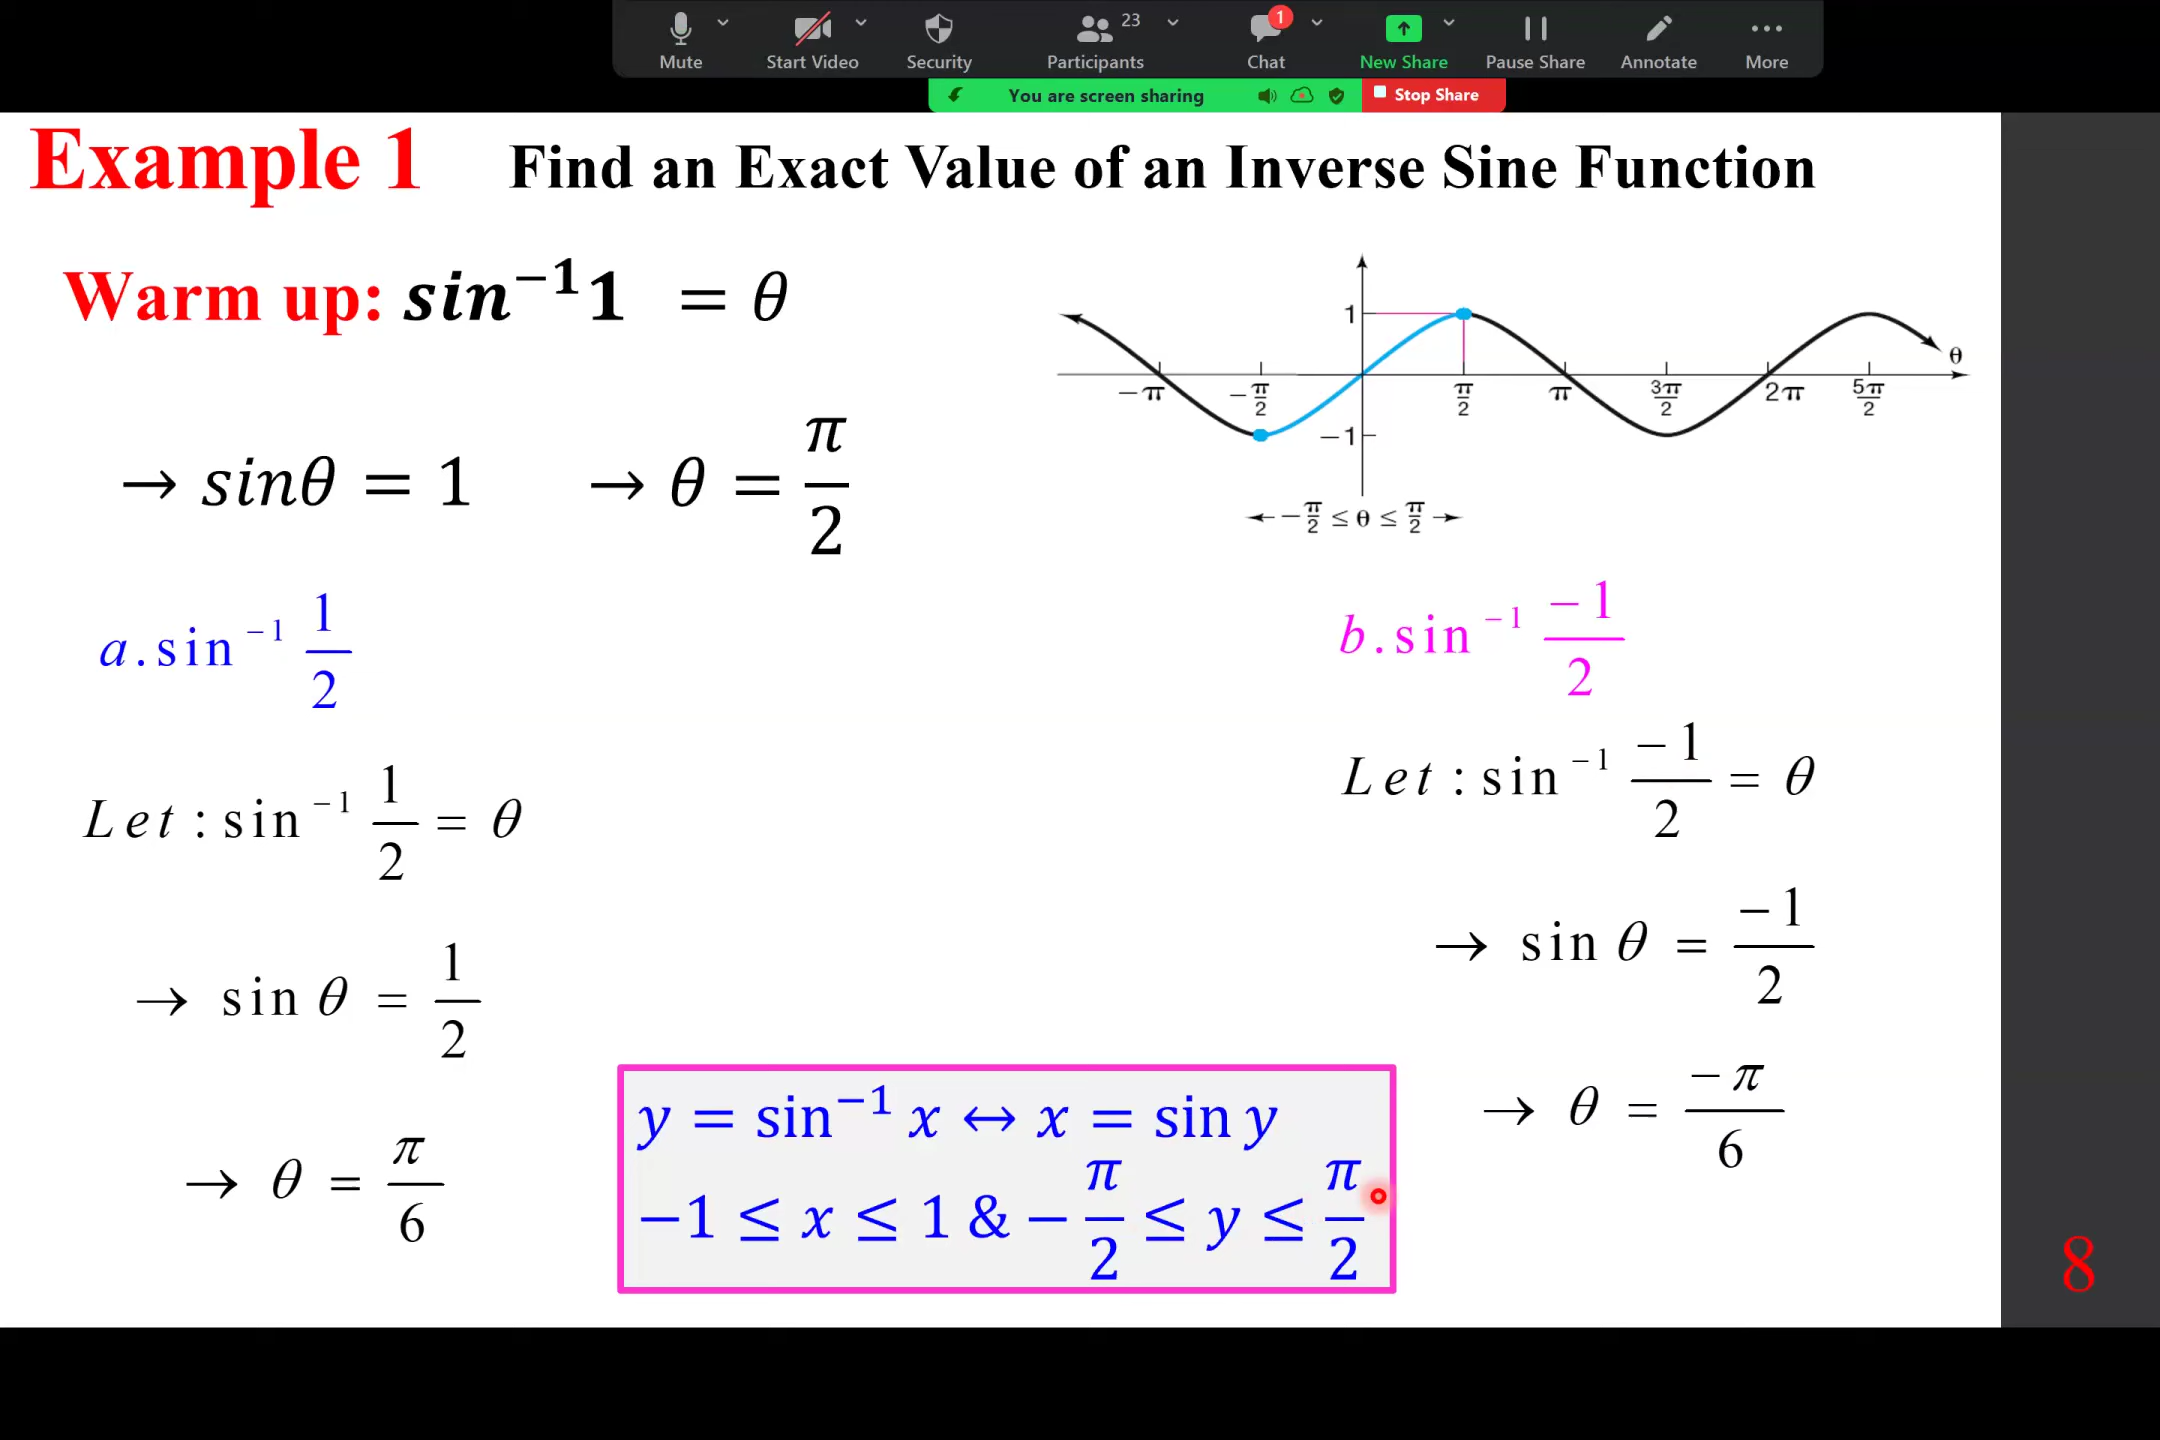 Mute
Start Video
Security
Participants 23
Chat 1
New Share
Pause Share
Annotate
More
You are screen sharing
Stop Share
Example 1 Find an Exact Value of an Inverse Sine Function
Warm up: sin⁻¹1 = θ
→ sinθ = 1 → θ = π/2
1
−1
−π −π/2 π/2 π 3π/2 2π 5π/2 θ
−π/2 ≤ θ ≤ π/2
a. sin⁻¹ 1/2
Let : sin⁻¹ 1/2 = θ
→ sin θ = 1/2
→ θ = π/6
b. sin⁻¹ −1/2
Let : sin⁻¹ −1/2 = θ
→ sin θ = −1/2
→ θ = −π/6
y = sin⁻¹ x ↔ x = sin y
−1 ≤ x ≤ 1 & −π/2 ≤ y ≤ π/2
8